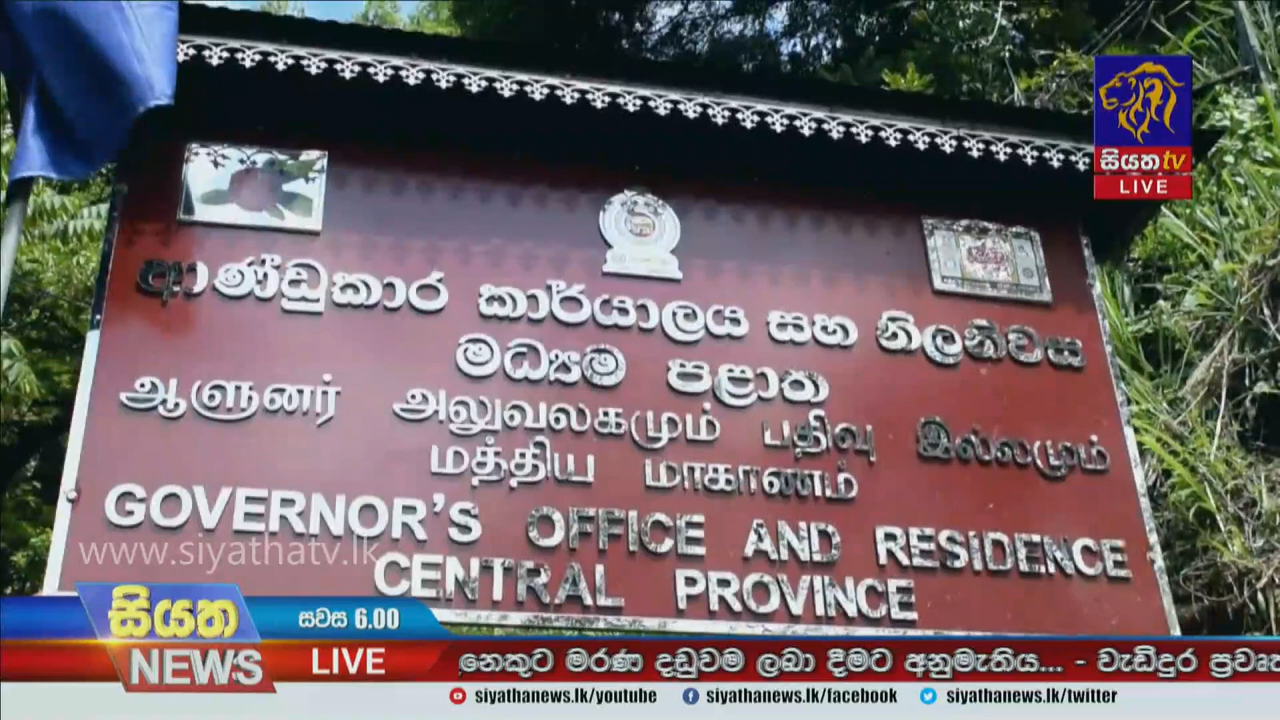 සියත tv
LIVE
ආණ්ඩුකාර කාර්යාලය සහ නිලනිවස
මධ්‍යම පළාත
ஆளுனர் அலுவலகமும் பதிவு இல்லமும்
மத்திய மாகாணம்
GOVERNOR'S OFFICE AND RESIDENCE
CENTRAL PROVINCE
www.siyathatv.lk
සියත NEWS
සවස 6.00
LIVE
නෙකුට මරණ දඬුවම ලබා දීමට අනුමැතිය... - වැඩිදුර ප්‍රවෘත
siyathanews.lk/youtube siyathanews.lk/facebook siyathanews.lk/twitter